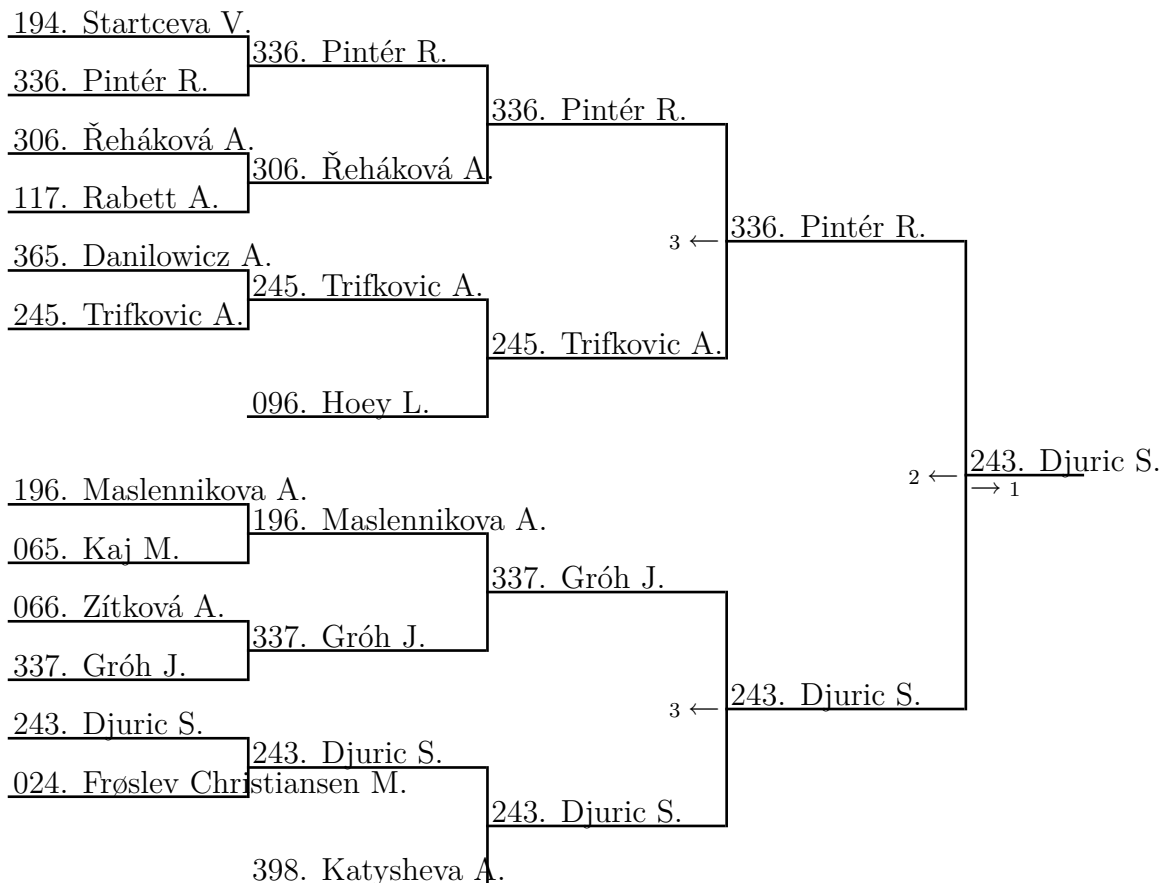 194. Startceva V.
336. Pintér R.
336. Pintér R.
336. Pintér R.
306. Řeháková A.
306. Řeháková A.
117. Rabett A.
336. Pintér R.
3 ←
365. Danilowicz A.
245. Trifkovic A.
245. Trifkovic A.
245. Trifkovic A.
096. Hoey L.
243. Djuric S.
2 ←
→ 1
196. Maslennikova A.
196. Maslennikova A.
065. Kaj M.
337. Gróh J.
066. Zítková A.
337. Gróh J.
337. Gróh J.
243. Djuric S.
3 ←
243. Djuric S.
243. Djuric S.
024. Frøslev Christiansen M.
243. Djuric S.
398. Katysheva A.